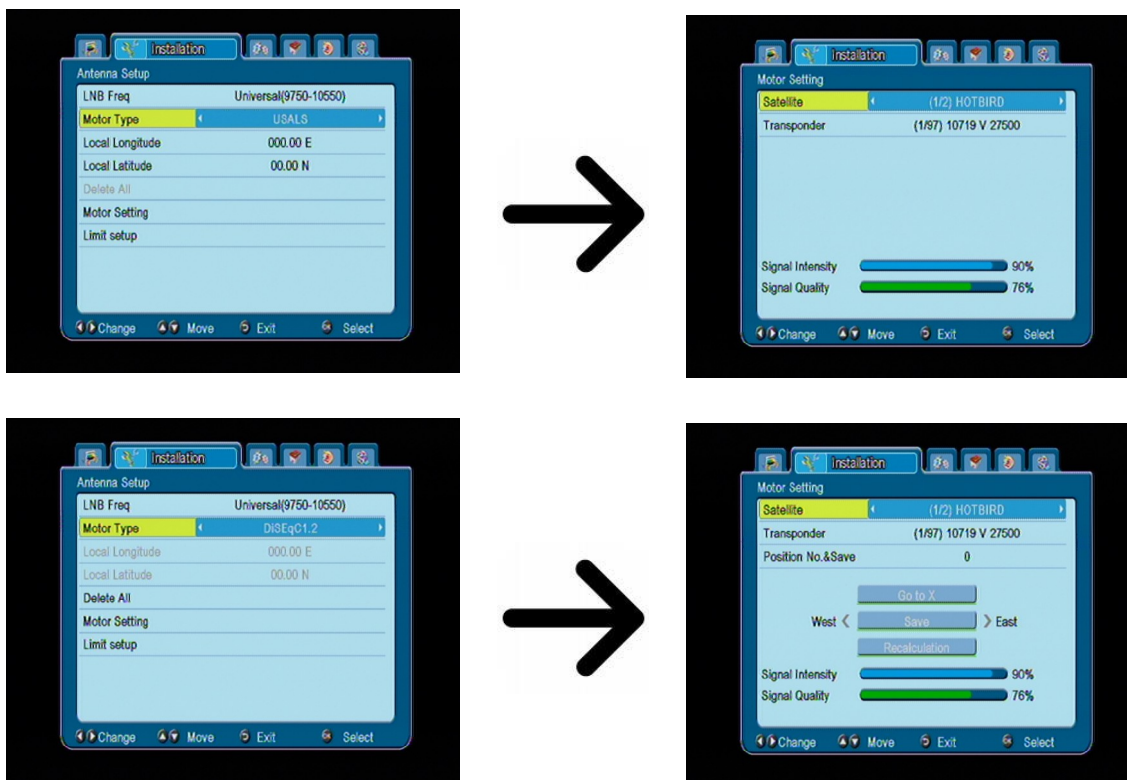 Installation
Antenna Setup
LNB Freq Universal(9750-10550)
Motor Type USALS
Local Longitude 000.00 E
Local Latitude 00.00 N
Delete All
Motor Setting
Limit setup
Change Move Exit Select
Installation
Motor Setting
Satellite (1/2) HOTBIRD
Transponder (1/97) 10719 V 27500
Signal Intensity 90%
Signal Quality 76%
Change Move Exit Select
Installation
Antenna Setup
LNB Freq Universal(9750-10550)
Motor Type DiSEqC1.2
Local Longitude 000.00 E
Local Latitude 00.00 N
Delete All
Motor Setting
Limit setup
Change Move Exit Select
Installation
Motor Setting
Satellite (1/2) HOTBIRD
Transponder (1/97) 10719 V 27500
Position No.&Save 0
Go to X
West Save East
Recalculation
Signal Intensity 90%
Signal Quality 76%
Change Move Exit Select